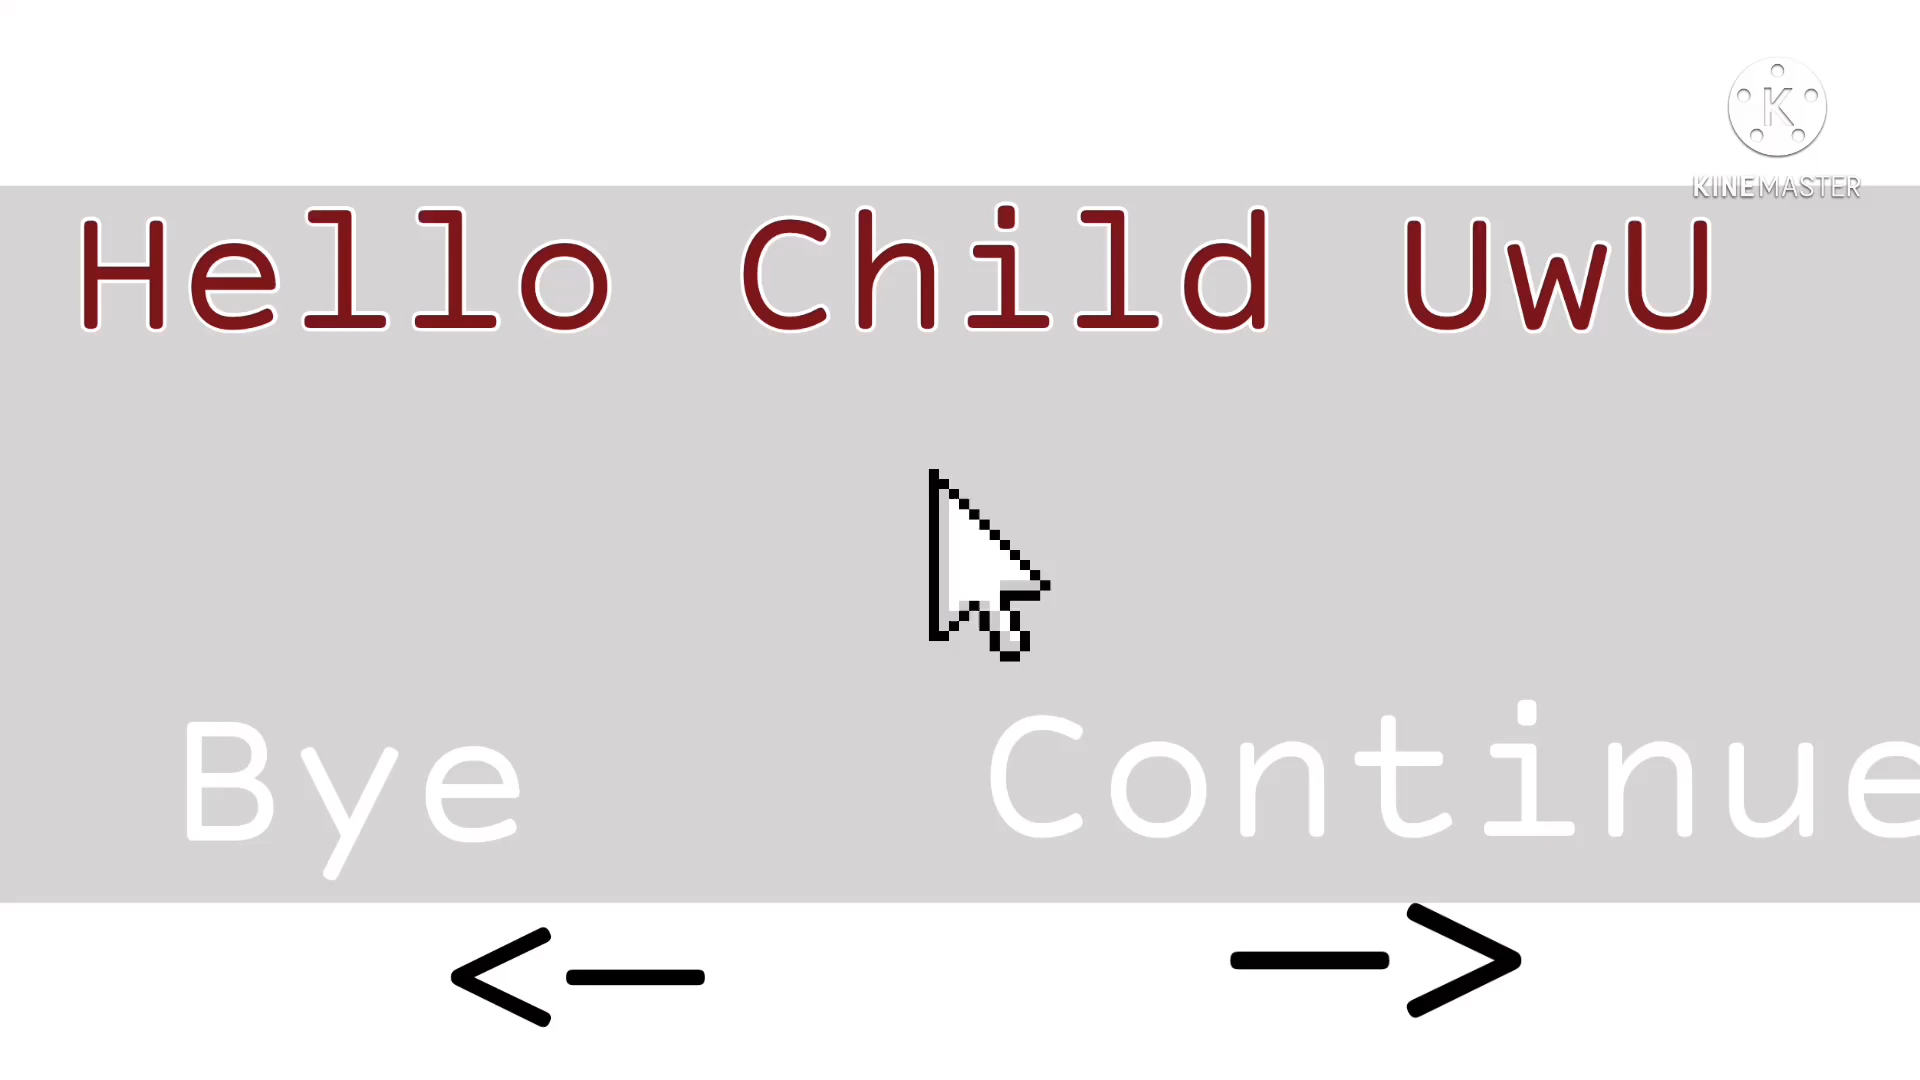 K
KINEMASTER
Hello Child UwU
Bye Continue
<- ->